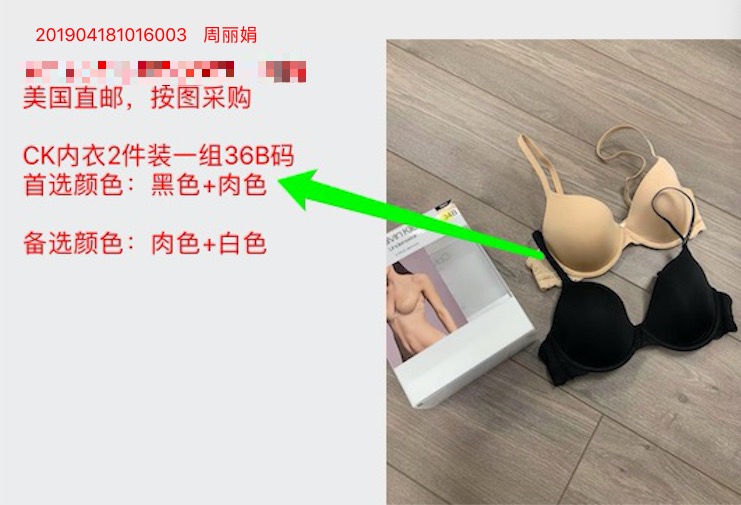 201904181016003 周丽娟
美国直邮，按图采购
CK内衣2件装一组36B码
首选颜色：黑色+肉色
备选颜色：肉色+白色
34B
Underwear